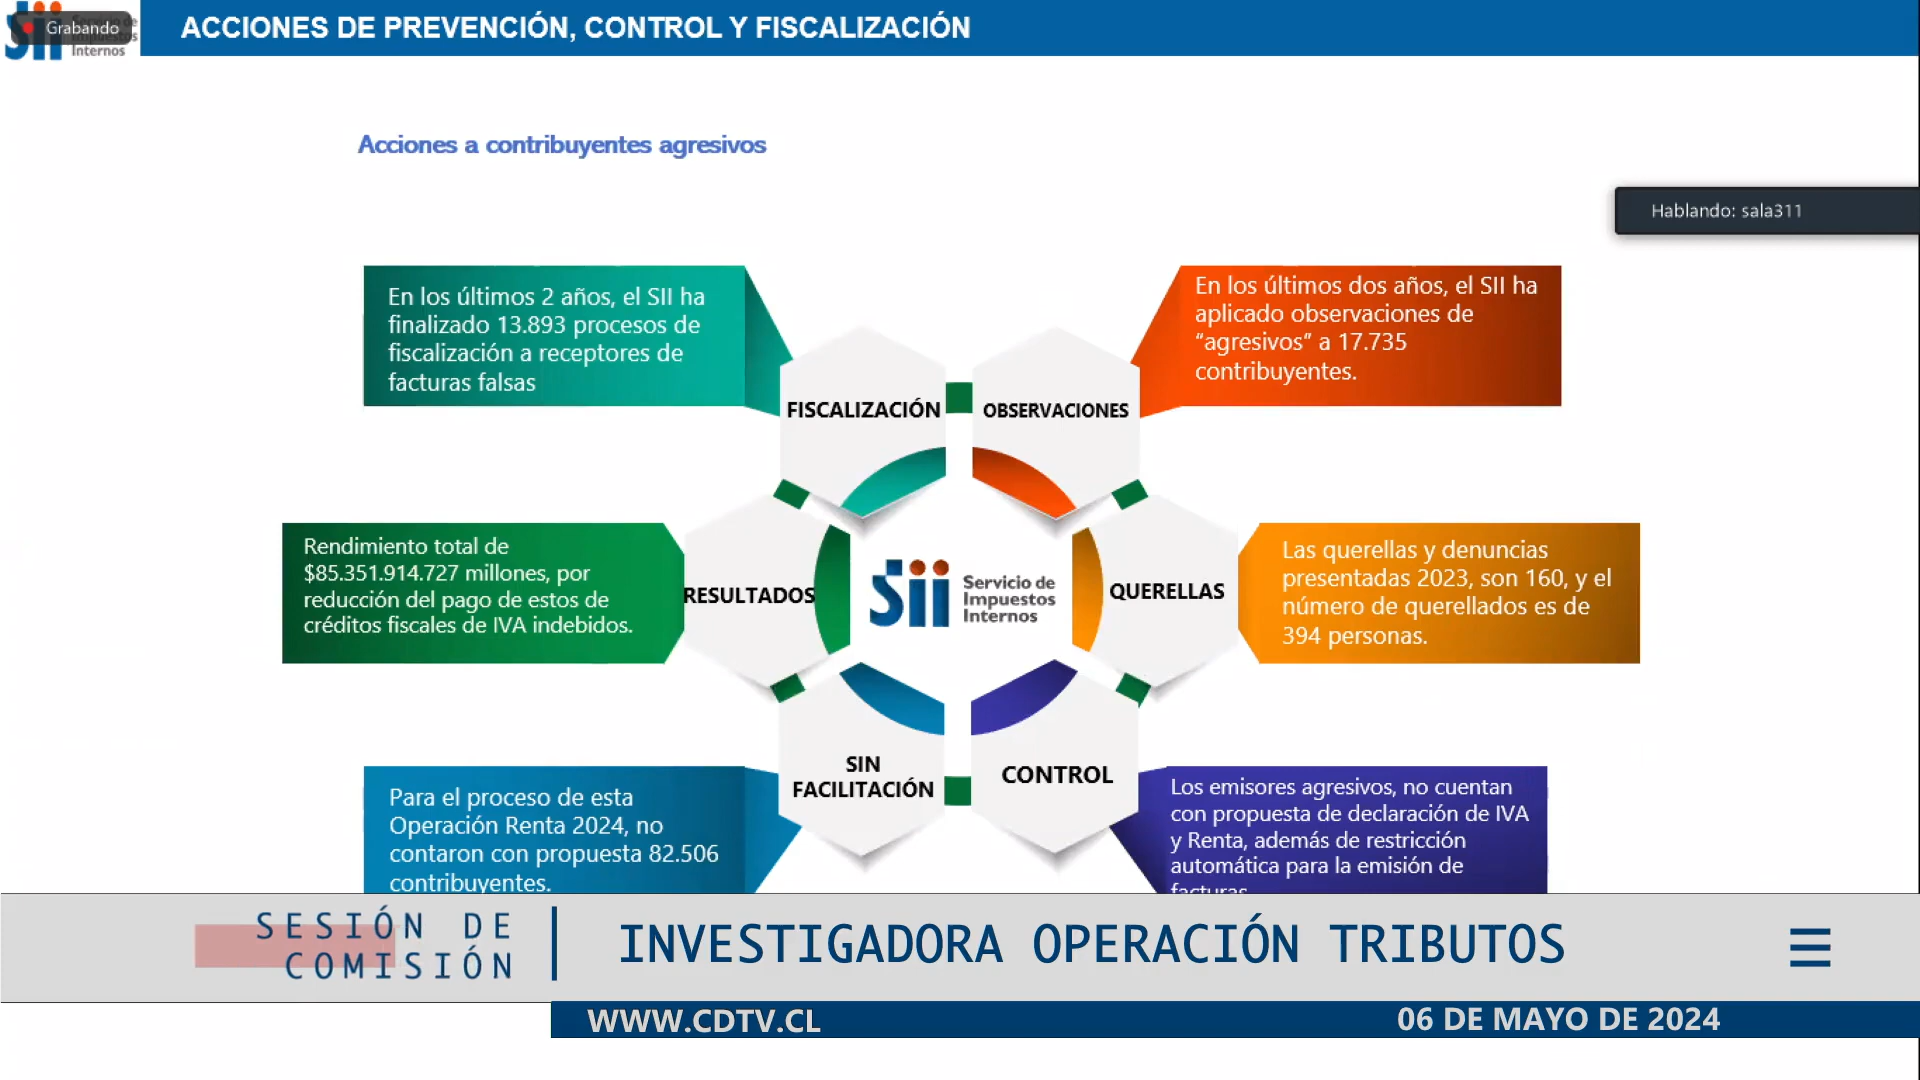 Grabando
Servicio de
Impuestos
Internos
ACCIONES DE PREVENCIÓN, CONTROL Y FISCALIZACIÓN
Acciones a contribuyentes agresivos
Hablando: sala311
En los últimos 2 años, el SII ha
finalizado 13.893 procesos de
fiscalización a receptores de
facturas falsas
En los últimos dos años, el SII ha
aplicado observaciones de
“agresivos” a 17.735
contribuyentes.
FISCALIZACIÓN
OBSERVACIONES
Rendimiento total de
$85.351.914.727 millones, por
reducción del pago de estos de
créditos fiscales de IVA indebidos.
RESULTADOS
Sii Servicio de
Impuestos
Internos
QUERELLAS
Las querellas y denuncias
presentadas 2023, son 160, y el
número de querellados es de
394 personas.
SIN
FACILITACIÓN
CONTROL
Para el proceso de esta
Operación Renta 2024, no
contaron con propuesta 82.506
contribuyentes.
Los emisores agresivos, no cuentan
con propuesta de declaración de IVA
y Renta, además de restricción
automática para la emisión de
facturas
SESIÓN DE
COMISIÓN
INVESTIGADORA OPERACIÓN TRIBUTOS
WWW.CDTV.CL
06 DE MAYO DE 2024